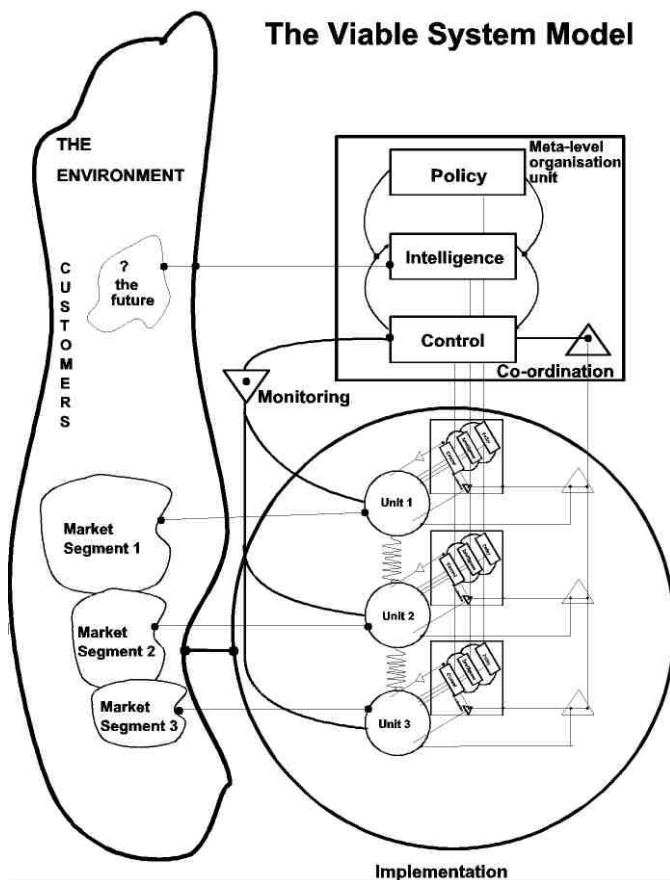 The Viable System Model
THE
ENVIRONMENT
CUSTOMERS
?
the
future
Meta-level
organisation
unit
Policy
Intelligence
Control
Co-ordination
Monitoring
Market
Segment 1
Unit 1
Market
Segment 2
Unit 2
Market
Segment 3
Unit 3
Implementation